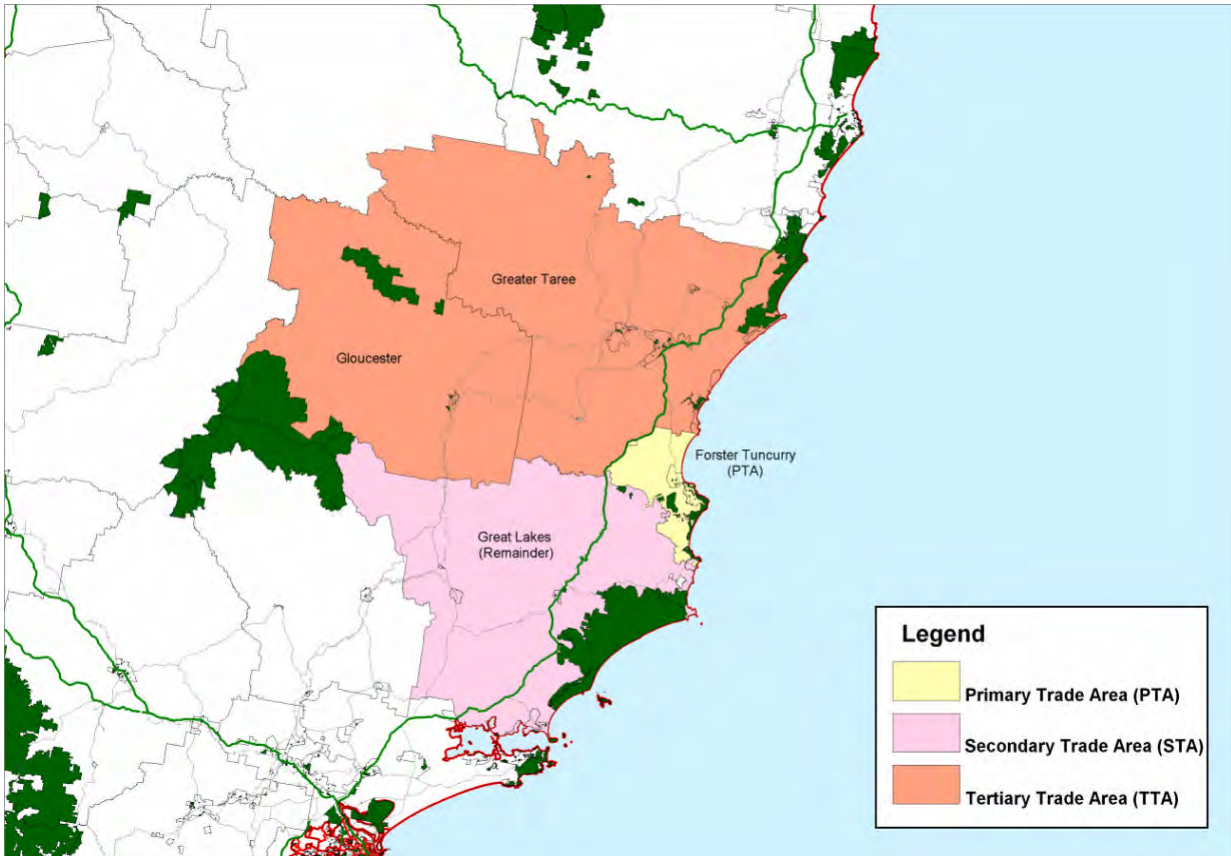 Greater Taree
Gloucester
Forster Tuncurry
(PTA)
Great Lakes
(Remainder)
Legend
Primary Trade Area (PTA)
Secondary Trade Area (STA)
Tertiary Trade Area (TTA)